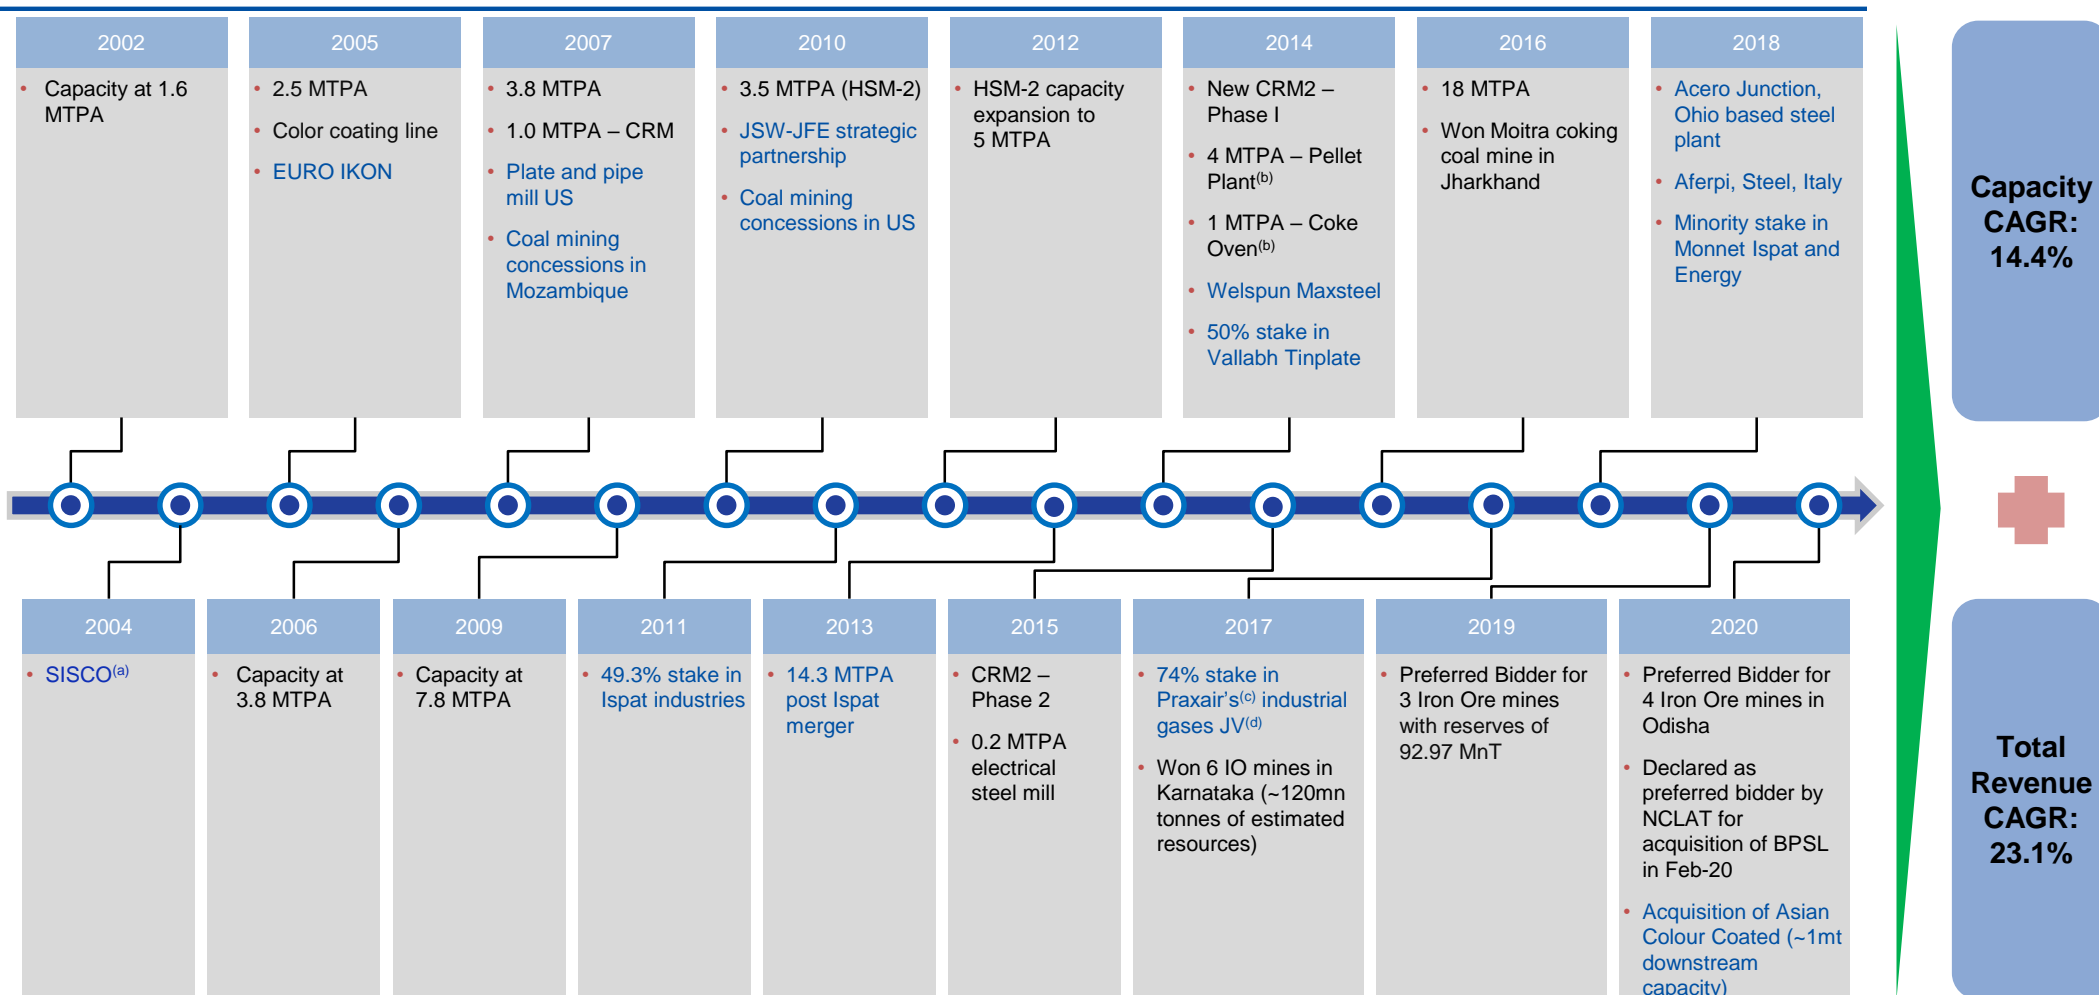 2002
Capacity at 1.6
MTPA
2005
2.5 MTPA
Color coating line
EURO IKON
2007
3.8 MTPA
1.0 MTPA – CRM
Plate and pipe
mill US
Coal mining
concessions in
Mozambique
2010
3.5 MTPA (HSM-2)
JSW-JFE strategic
partnership
Coal mining
concessions in US
2012
HSM-2 capacity
expansion to
5 MTPA
2014
New CRM2 –
Phase I
4 MTPA – Pellet
Plant(b)
1 MTPA – Coke
Oven(b)
Welspun Maxsteel
50% stake in
Vallabh Tinplate
2016
18 MTPA
Won Moitra coking
coal mine in
Jharkhand
2018
Acero Junction,
Ohio based steel
plant
Aferpi, Steel, Italy
Minority stake in
Monnet Ispat and
Energy
Capacity
CAGR:
14.4%
2004
SISCO(a)
2006
Capacity at
3.8 MTPA
2009
Capacity at
7.8 MTPA
2011
49.3% stake in
Ispat industries
2013
14.3 MTPA
post Ispat
merger
2015
CRM2 –
Phase 2
0.2 MTPA
electrical
steel mill
2017
74% stake in
Praxair's(c) industrial
gases JV(d)
Won 6 IO mines in
Karnataka (~120mn
tonnes of estimated
resources)
2019
Preferred Bidder for
3 Iron Ore mines
with reserves of
92.97 MnT
2020
Preferred Bidder for
4 Iron Ore mines in
Odisha
Declared as
preferred bidder by
NCLAT for
acquisition of BPSL
in Feb-20
Acquisition of Asian
Colour Coated (~1mt
downstream
capacity)
Total
Revenue
CAGR:
23.1%